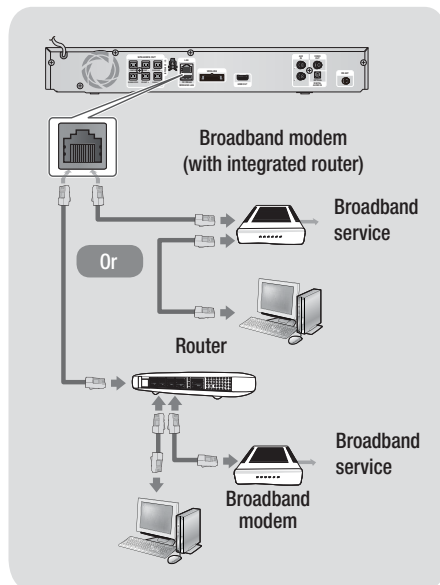 Broadband modem
(with integrated router)
Broadband
service
Or
Router
Broadband
service
Broadband
modem